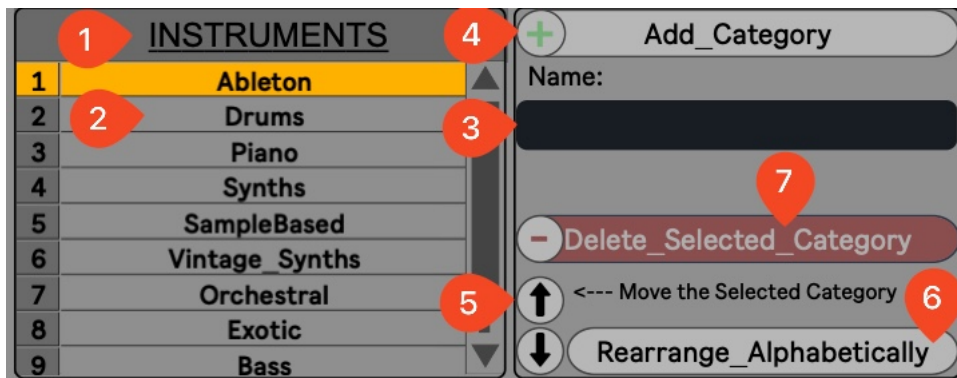 1 INSTRUMENTS
1 Ableton
2 Drums
2
3 Piano
4 Synths
5 SampleBased
6 Vintage_Synths
7 Orchestral
8 Exotic
9 Bass
4 + Add_Category
Name:
3
7
- Delete_Selected_Category
5 <--- Move the Selected Category
6
Rearrange_Alphabetically